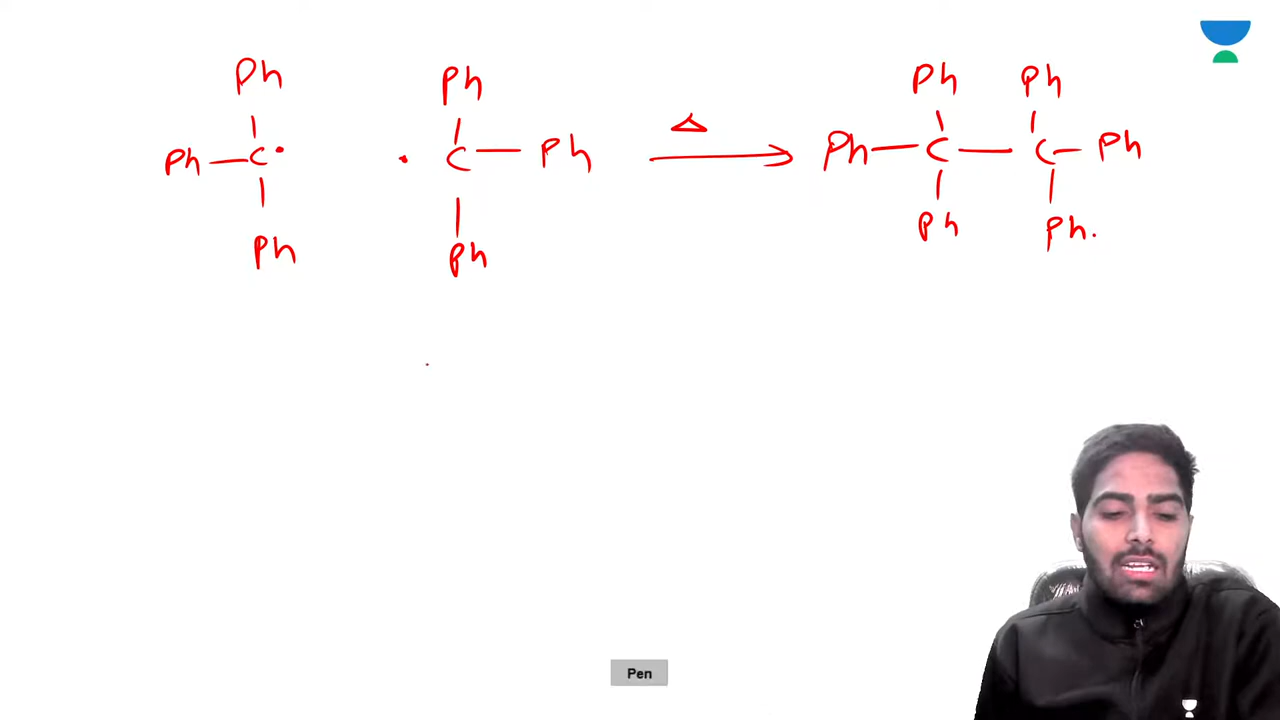 Ph Ph Ph Ph
Ph—C• •C—Ph Δ→ Ph—C—C—Ph
Ph Ph Ph Ph.
Pen